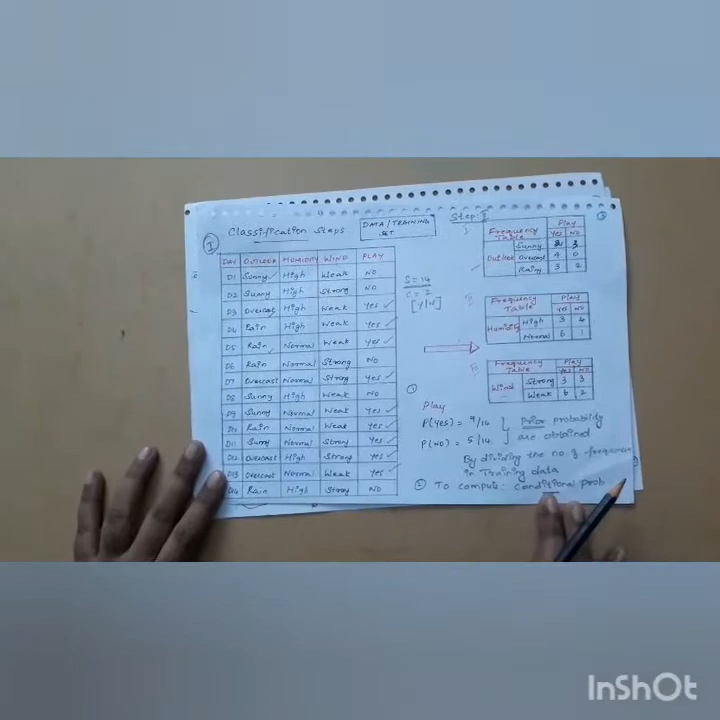 I
Classification Steps
DATA/TRAINING
SET
DAY OUTLOOK HUMIDITY WIND PLAY
D1 Sunny High Weak NO
D2 Sunny High Strong NO
D3 Overcast High Weak Yes
D4 Rain High Weak Yes
D5 Rain Normal Weak Yes
D6 Rain Normal Strong NO
D7 Overcast Normal Strong Yes
D8 Sunny High Weak NO
D9 Sunny Normal Weak Yes
D10 Rain Normal Weak Yes
D11 Sunny Normal Strong Yes
D12 Overcast High Strong Yes
D13 Overcast Normal Weak Yes
D14 Rain High Strong NO
S = 14
C = 2
[Y/N]
Step I
Frequency Table Play
Yes NO
Outlook Sunny 3
Overcast 4 0
Rainy 3 2
Frequency Table Play
Yes NO
Humidity High 3 4
Normal 6 1
Frequency Table Play
Yes NO
Wind Strong 3 3
Weak 6 2
① Play
P(Yes) = 9/14
P(NO) = 5/14
Prior probability
are obtained
By dividing the no of frequency
in Training data
② To compute conditional prob
InShOt